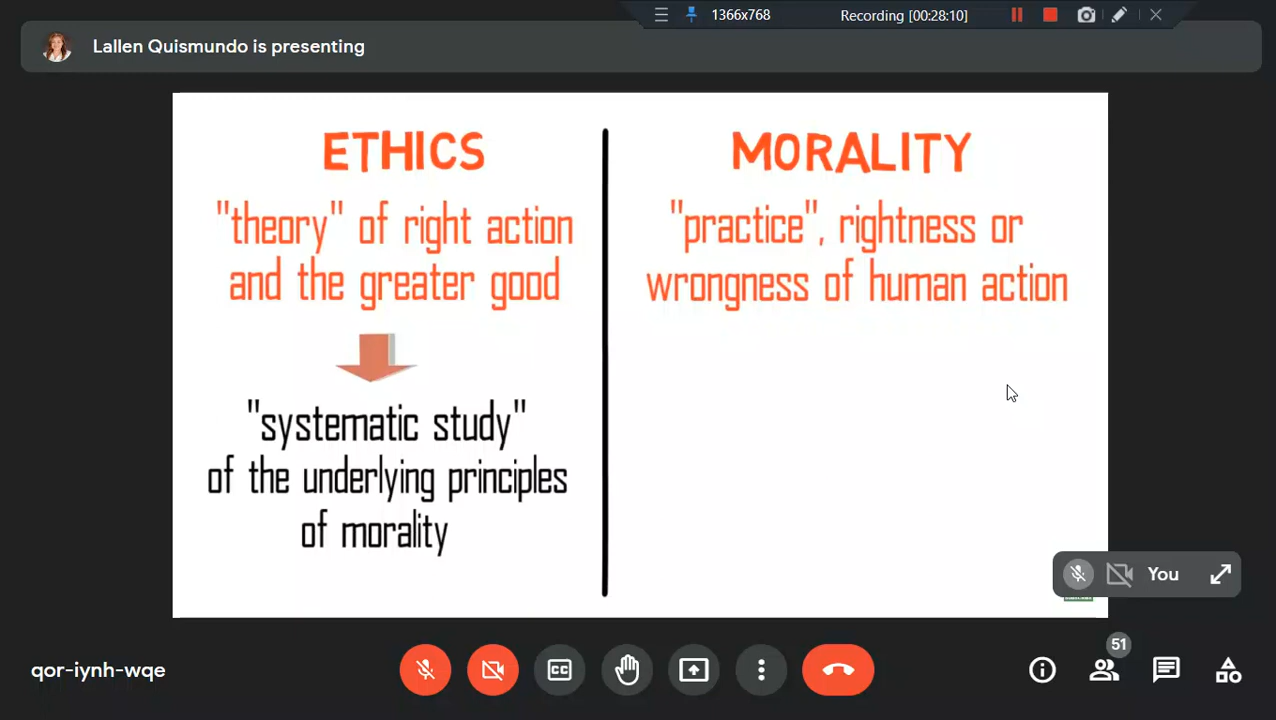 1366x768
Recording [00:28:10]
Lallen Quismundo is presenting
ETHICS
"theory" of right action
and the greater good
"systematic study"
of the underlying principles
of morality
MORALITY
"practice", rightness or
wrongness of human action
You
qor-iynh-wqe
CC
51